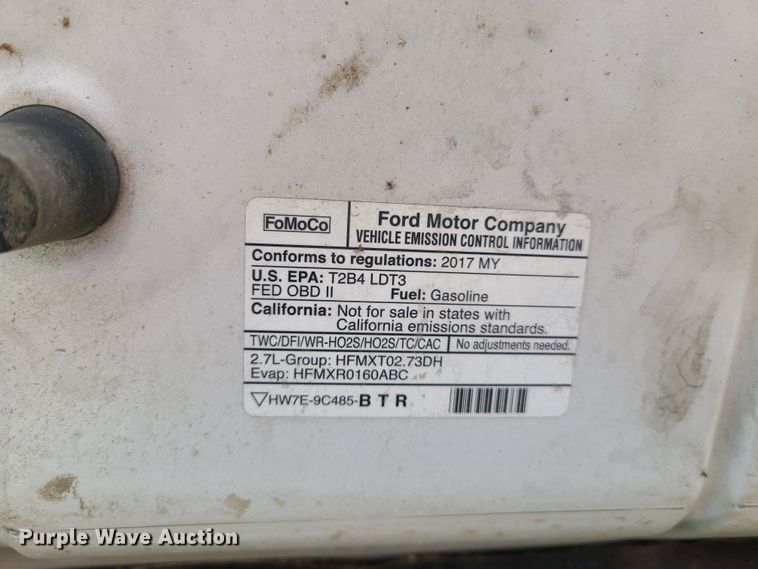 FoMoCo
Ford Motor Company
VEHICLE EMISSION CONTROL INFORMATION
Conforms to regulations: 2017 MY
U.S. EPA: T2B4 LDT3
FED OBD II Fuel: Gasoline
California: Not for sale in states with
California emissions standards.
TWC/DFI/WR-HO2S/HO2S/TC/CAC No adjustments needed.
2.7L-Group: HFMXT02.73DH
Evap: HFMXR0160ABC
HW7E-9C485-BTR
Purple Wave Auction